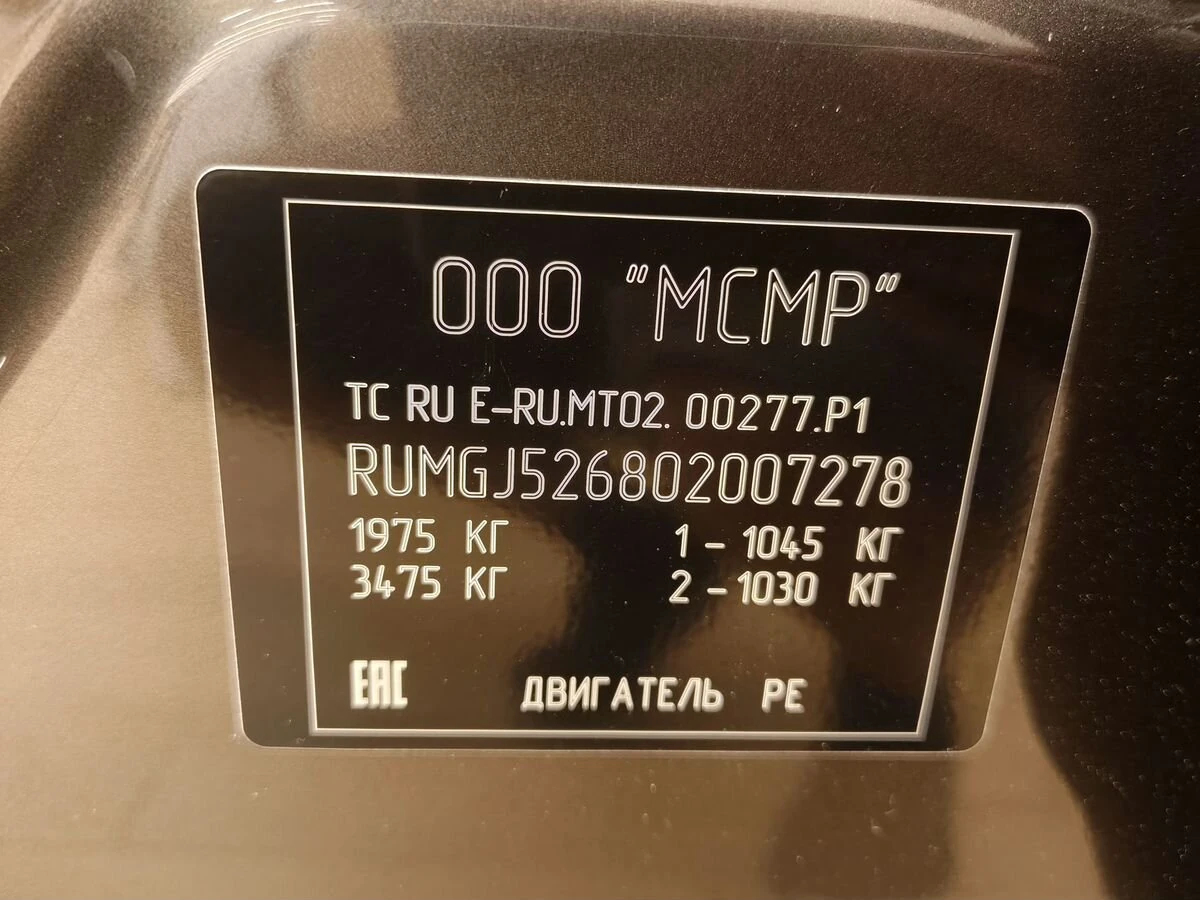 ООО "МСМР"
ТС RU E-RU.MT02. 00277.P1
RUMGJ526802007278
1975 КГ 1 - 1045 КГ
3475 КГ 2 - 1030 КГ
ЕАС ДВИГАТЕЛЬ PE